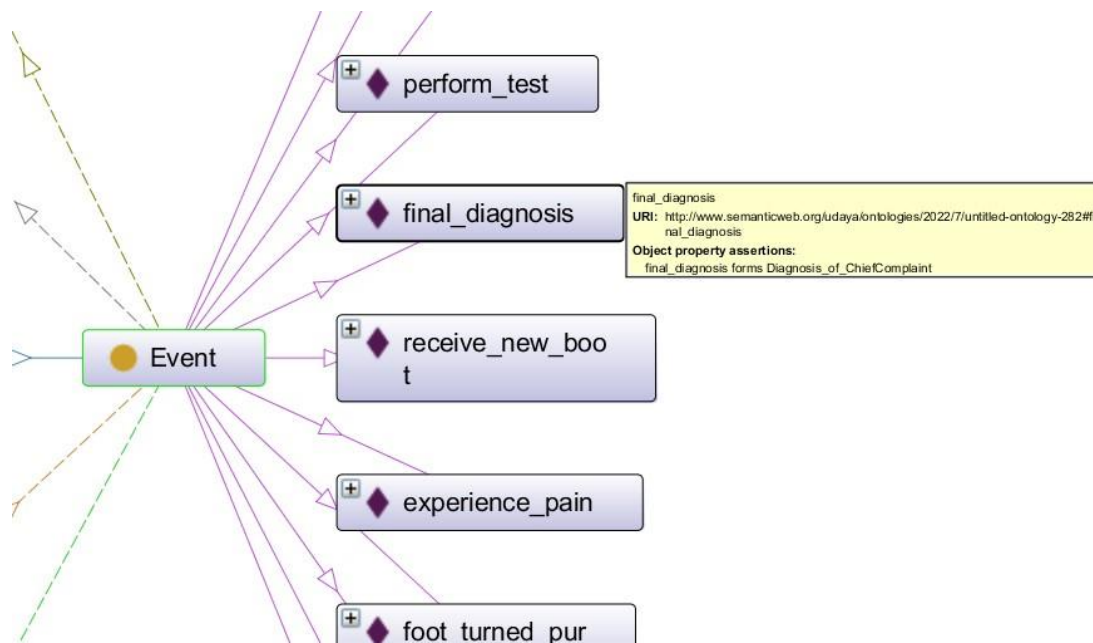 perform_test
final_diagnosis
final_diagnosis
URI: http://www.semanticweb.org/udaya/ontologies/2022/7/untitled-ontology-282#fi
nal_diagnosis
Object property assertions:
final_diagnosis forms Diagnosis_of_ChiefComplaint
Event
receive_new_boo
t
experience_pain
foot_turned_pur